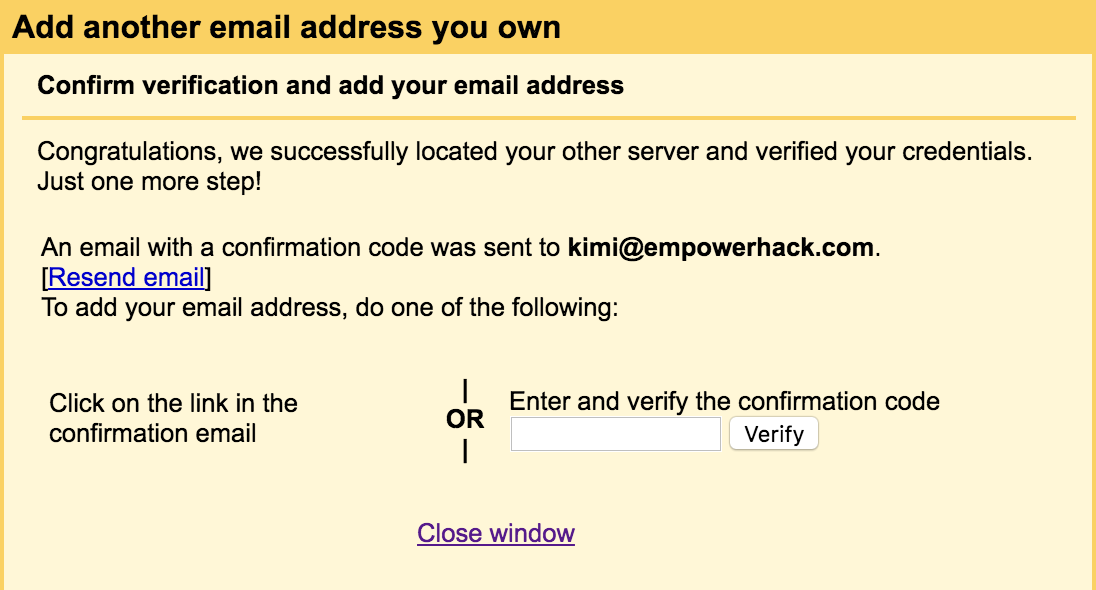 Add another email address you own
Confirm verification and add your email address
Congratulations, we successfully located your other server and verified your credentials.
Just one more step!
An email with a confirmation code was sent to kimi@empowerhack.com.
[Resend email]
To add your email address, do one of the following:
Click on the link in the
confirmation email
|
OR
|
Enter and verify the confirmation code
Verify
Close window